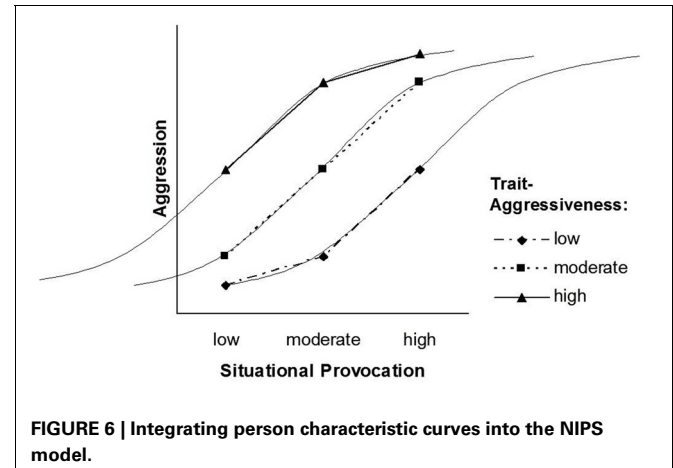 Aggression
Trait-
Aggressiveness:
low
moderate
high
low moderate high
Situational Provocation
FIGURE 6 | Integrating person characteristic curves into the NIPS
model.